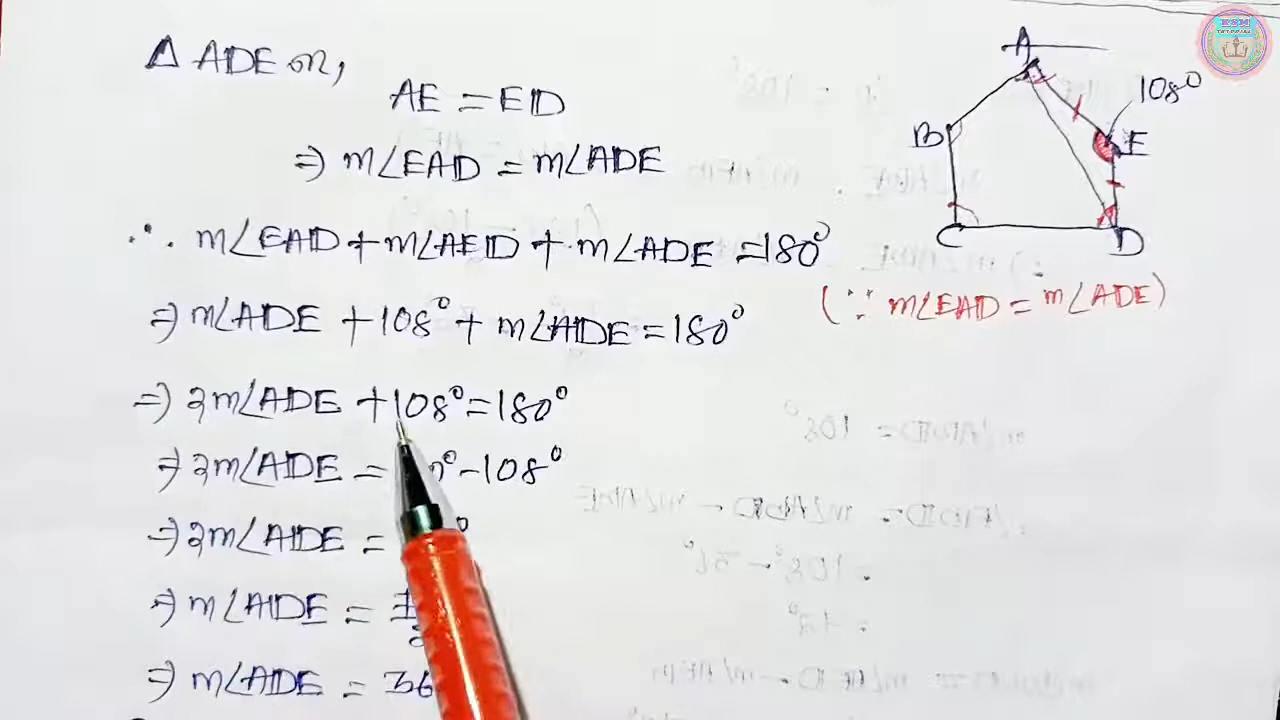 △ ADE ரு,
AE = ED
⇒ m∠EAD = m∠ADE
∴ m∠EAD + m∠AED + m∠ADE = 180°
(∵ m∠EAD = m∠ADE)
⇒ m∠ADE + 108° + m∠ADE = 180°
⇒ 2m∠ADE + 108° = 180°
⇒ 2m∠ADE = - 108°
⇒ 2m∠ADE =
⇒ m∠ADE =
⇒ m∠ADE = 36
A
108°
B
E
C
D